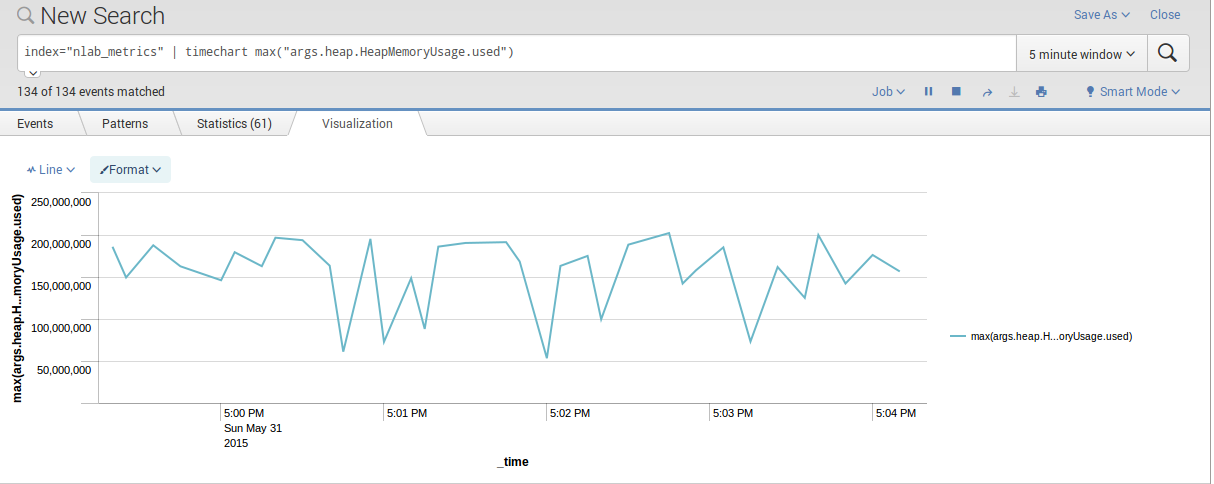 New Search
Save As
Close
index="nlab_metrics" | timechart max("args.heap.HeapMemoryUsage.used")
5 minute window
134 of 134 events matched
Job
Smart Mode
Events
Patterns
Statistics (61)
Visualization
Line
Format
max(args.heap.H...moryUsage.used)
250,000,000
200,000,000
150,000,000
100,000,000
50,000,000
max(args.heap.H...oryUsage.used)
5:00 PM
Sun May 31
2015
5:01 PM
5:02 PM
5:03 PM
5:04 PM
_time